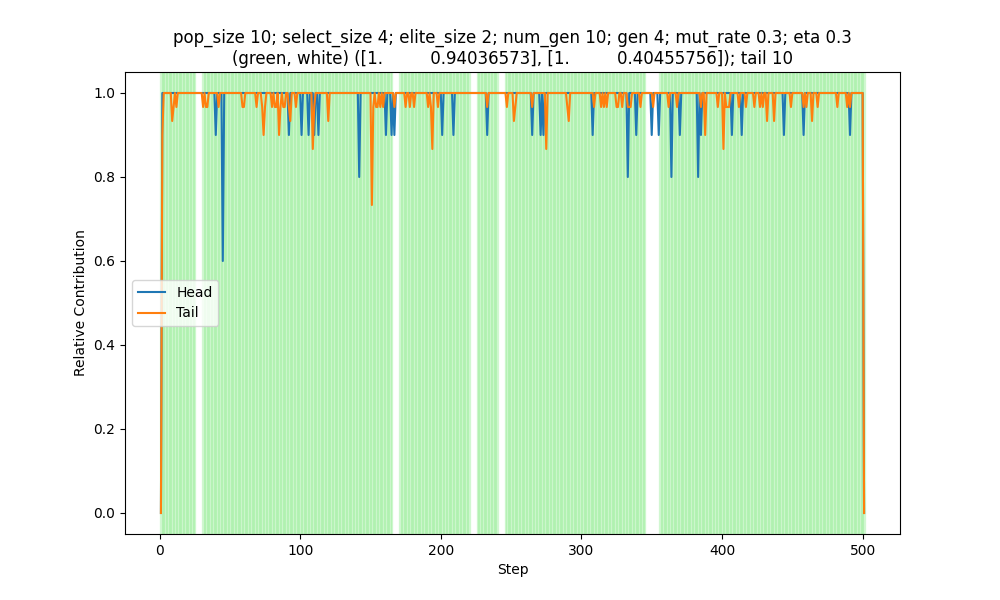 pop_size 10; select_size 4; elite_size 2; num_gen 10; gen 4; mut_rate 0.3; eta 0.3
(green, white) ([1.          0.94036573], [1.          0.40455756]); tail 10
1.0
0.8
0.6
0.4
0.2
0.0
Relative Contribution
Head
Tail
0
100
200
300
400
500
Step